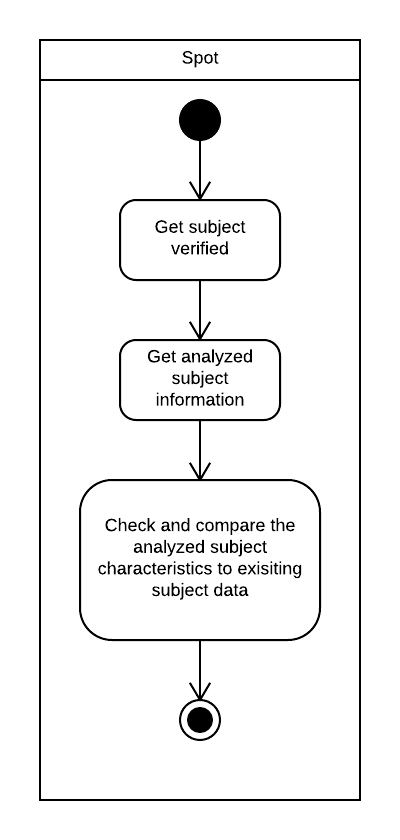 Spot
Get subject
verified
Get analyzed
subject
information
Check and compare the
analyzed subject
characteristics to exisiting
subject data